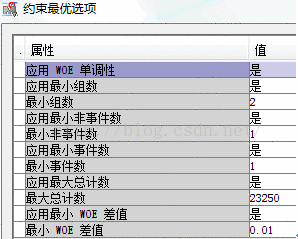 约束最优选项
. 属性 值
应用 WOE 单调性 是
应用最小组数 是
最小组数 2
应用最小非事件数 是
最小非事件数 1
应用最小事件数 是
最小事件数 1
应用最大总计数 是
最大总计数 23250
应用最小 WOE 差值 是
最小 WOE 差值 0.01
http://blog.csdn.net/